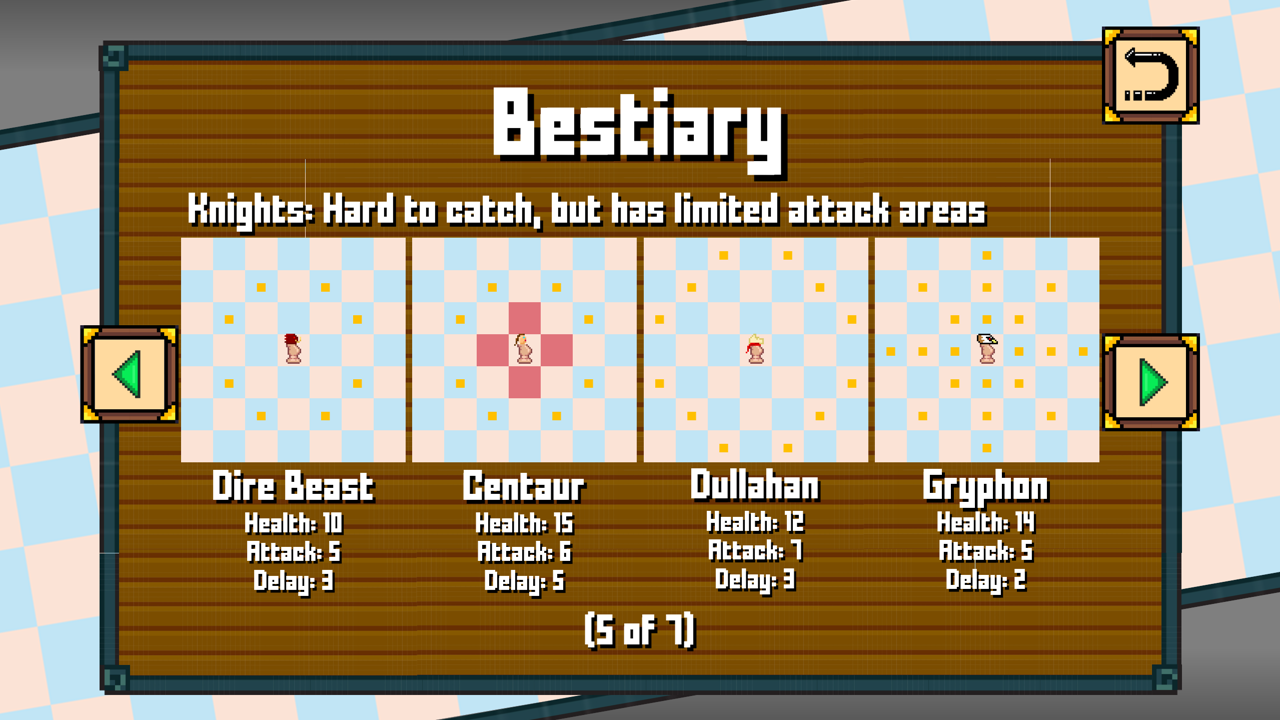 Bestiary
Knights: Hard to catch, but has limited attack areas
Dire Beast
Health: 10
Attack: 5
Delay: 3
Centaur
Health: 15
Attack: 6
Delay: 5
Dullahan
Health: 12
Attack: 7
Delay: 3
Gryphon
Health: 14
Attack: 5
Delay: 2
(5 of 7)